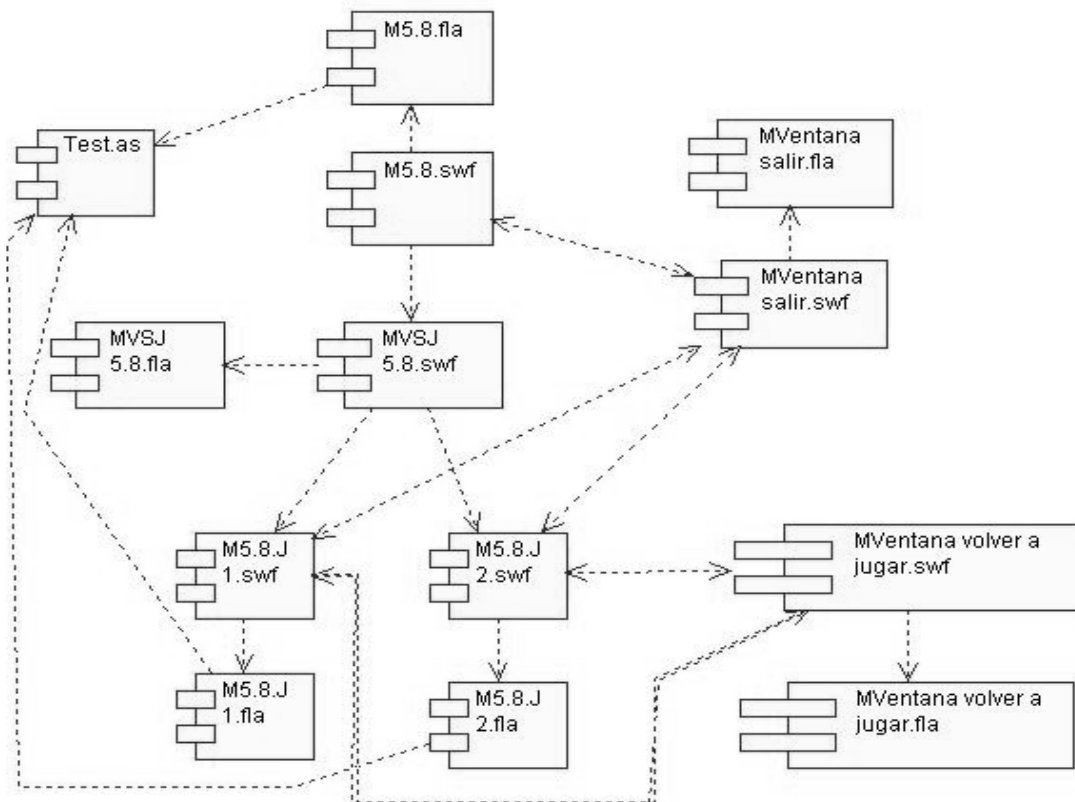 M5.8.fla
Test.as
M5.8.swf
MVentana
salir.fla
MVentana
salir.swf
MVSJ
5.8.fla
MVSJ
5.8.swf
M5.8.J
1.swf
M5.8.J
2.swf
MVentana volver a
jugar.swf
M5.8.J
1.fla
M5.8.J
2.fla
MVentana volver a
jugar.fla